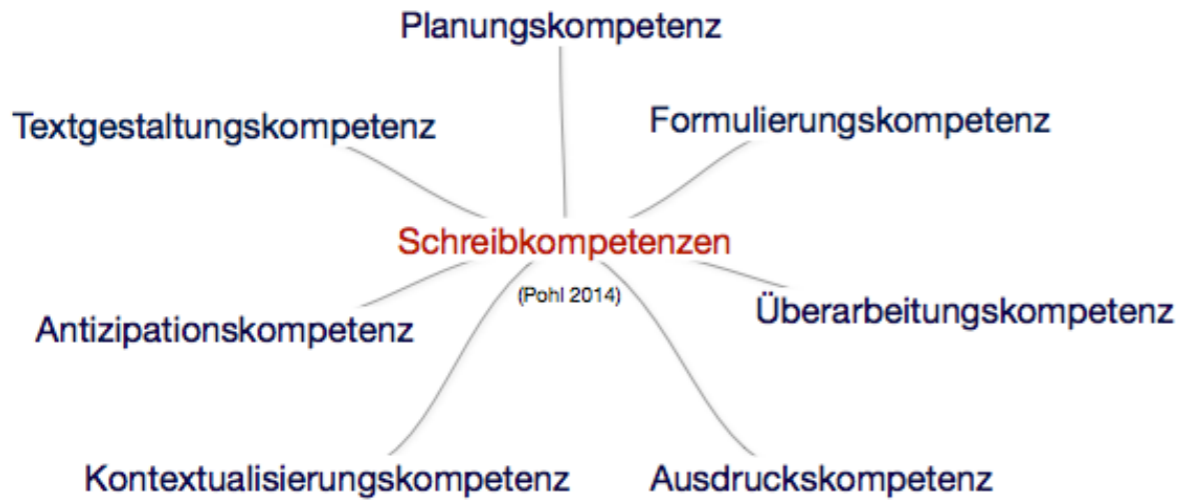 Planungskompetenz
Textgestaltungskompetenz
Formulierungskompetenz
Schreibkompetenzen
(Pohl 2014)
Antizipationskompetenz
Überarbeitungskompetenz
Kontextualisierungskompetenz
Ausdruckskompetenz